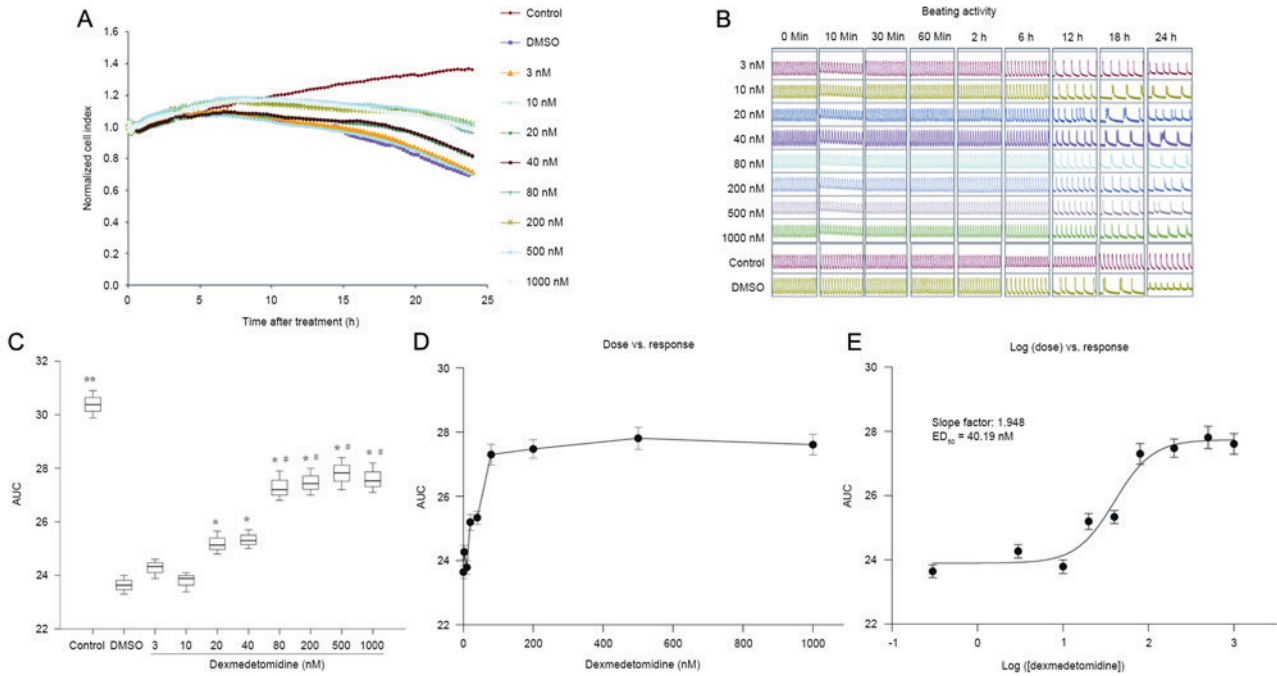 A
1.6
1.4
1.2
1.0
0.8
0.6
0.4
0.2
0.0
0
5
10
15
20
25
Normalized cell index
Time after treatment (h)
Control
DMSO
3 nM
10 nM
20 nM
40 nM
80 nM
200 nM
500 nM
1000 nM
B
Beating activity
0 Min 10 Min 30 Min 60 Min 2 h 6 h 12 h 18 h 24 h
3 nM
10 nM
20 nM
40 nM
80 nM
200 nM
500 nM
1000 nM
Control
DMSO
C
32
30
28
26
24
22
AUC
**
*
*
* #
* #
* #
* #
Control DMSO 3 10 20 40 80 200 500 1000
Dexmedetomidine (nM)
D
Dose vs. response
30
28
26
24
22
AUC
0 200 400 600 800 1000
Dexmedetomidine (nM)
E
Log (dose) vs. response
Slope factor: 1.948
ED50 = 40.19 nM
30
28
26
24
22
AUC
-1 0 1 2 3
Log ([dexmedetomidine])